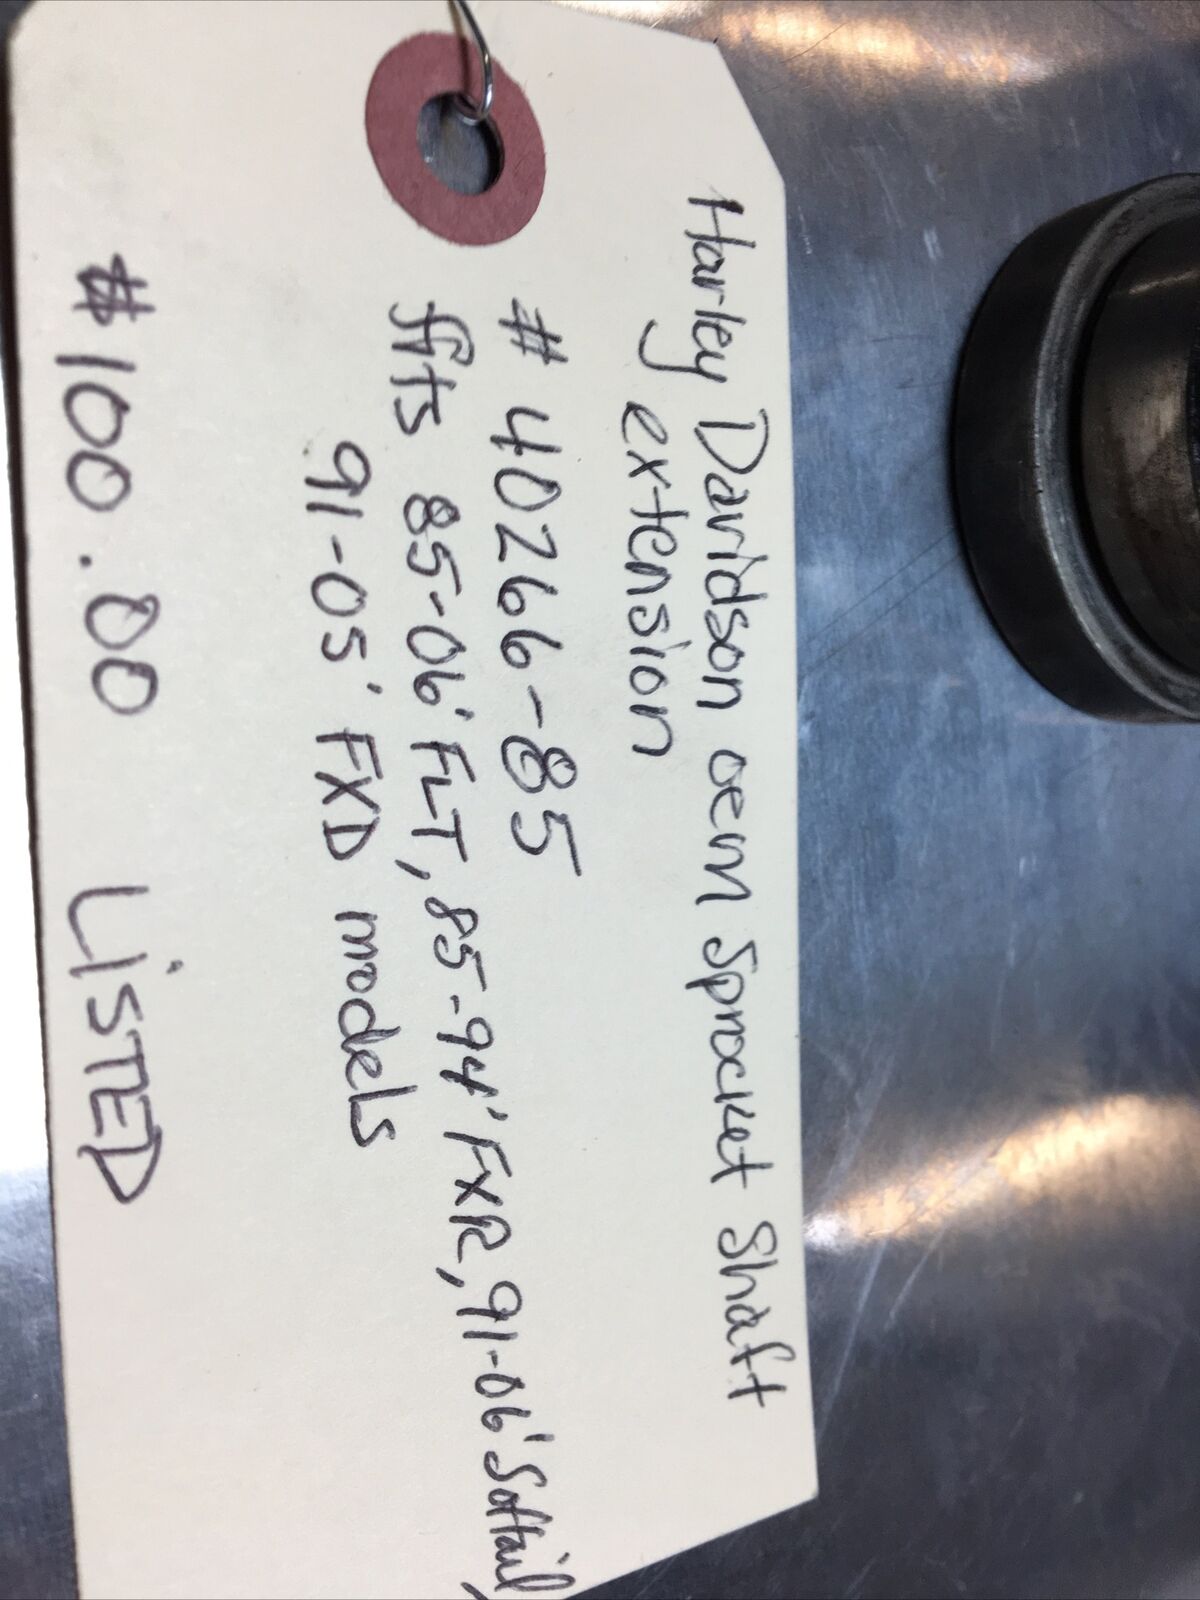 Harley Davidson oem Sprocket Shaft
extension
# 40266-85
fits 85-06' FLT, 85-94' FXR, 91-06' Softail,
91-05' FXD models
$100.00 LiSTED